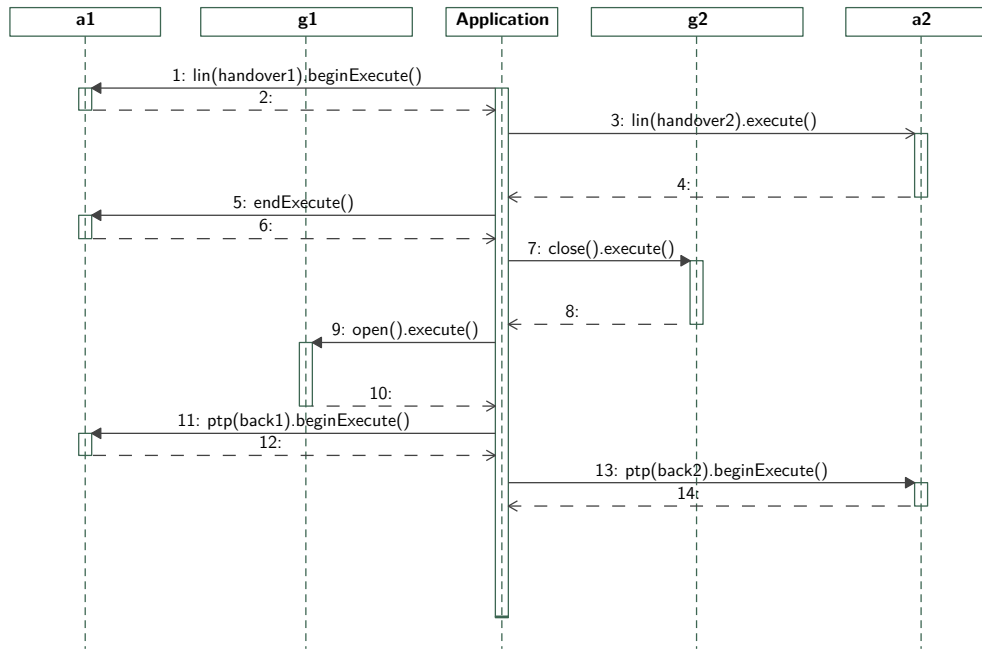 a1
g1
Application
g2
a2
1: lin(handover1).beginExecute()
2:
3: lin(handover2).execute()
4:
5: endExecute()
6:
7: close().execute()
8:
9: open().execute()
10:
11: ptp(back1).beginExecute()
12:
13: ptp(back2).beginExecute()
14: